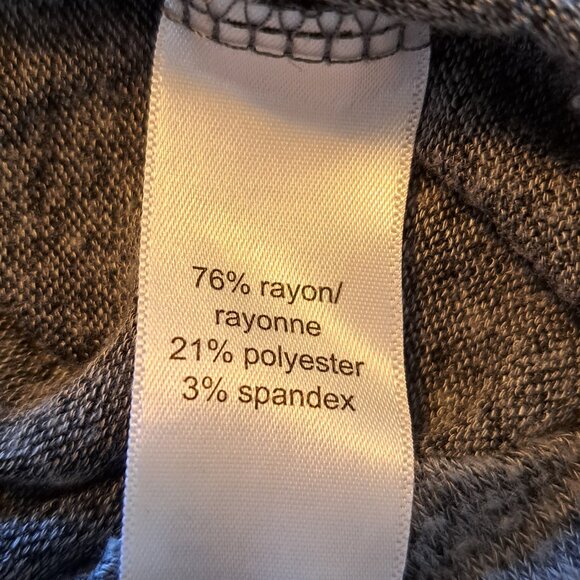 76% rayon/
rayonne
21% polyester
3% spandex